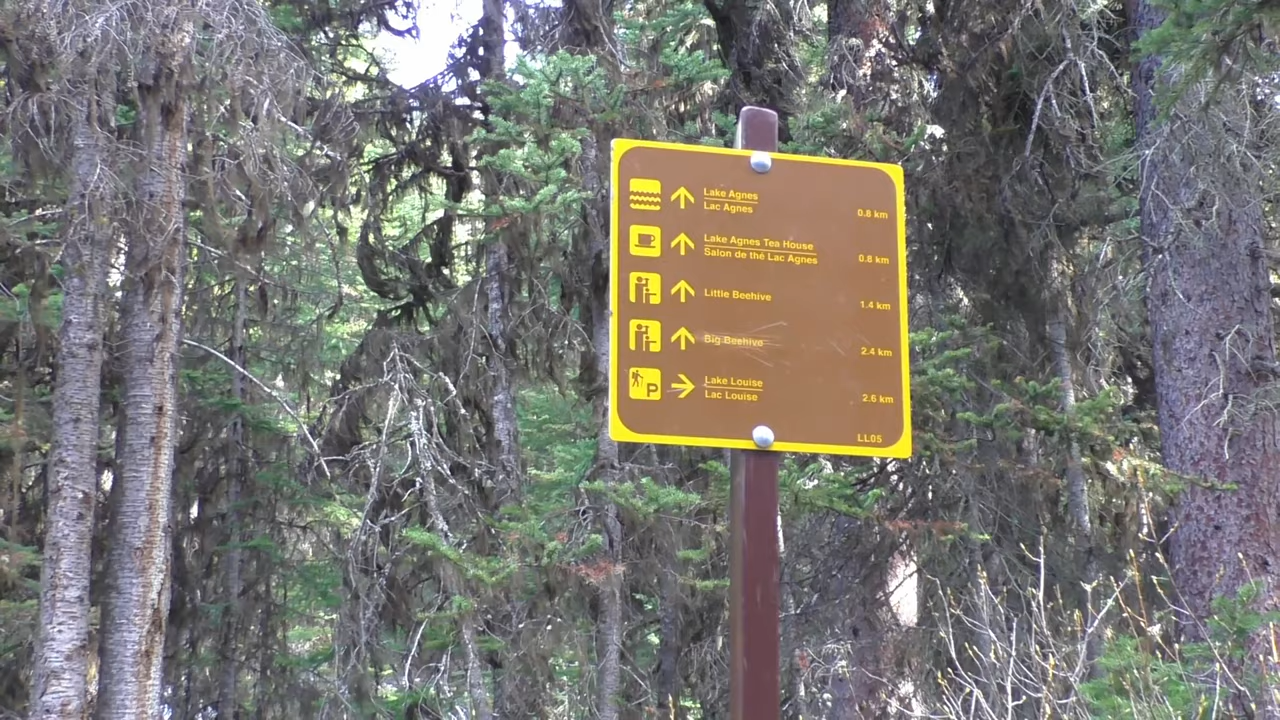 Lake Agnes
Lac Agnes
0.8 km
Lake Agnes Tea House
Salon de thé Lac Agnes
0.8 km
Little Beehive
1.4 km
Big Beehive
2.4 km
P
Lake Louise
Lac Louise
2.6 km
LL05